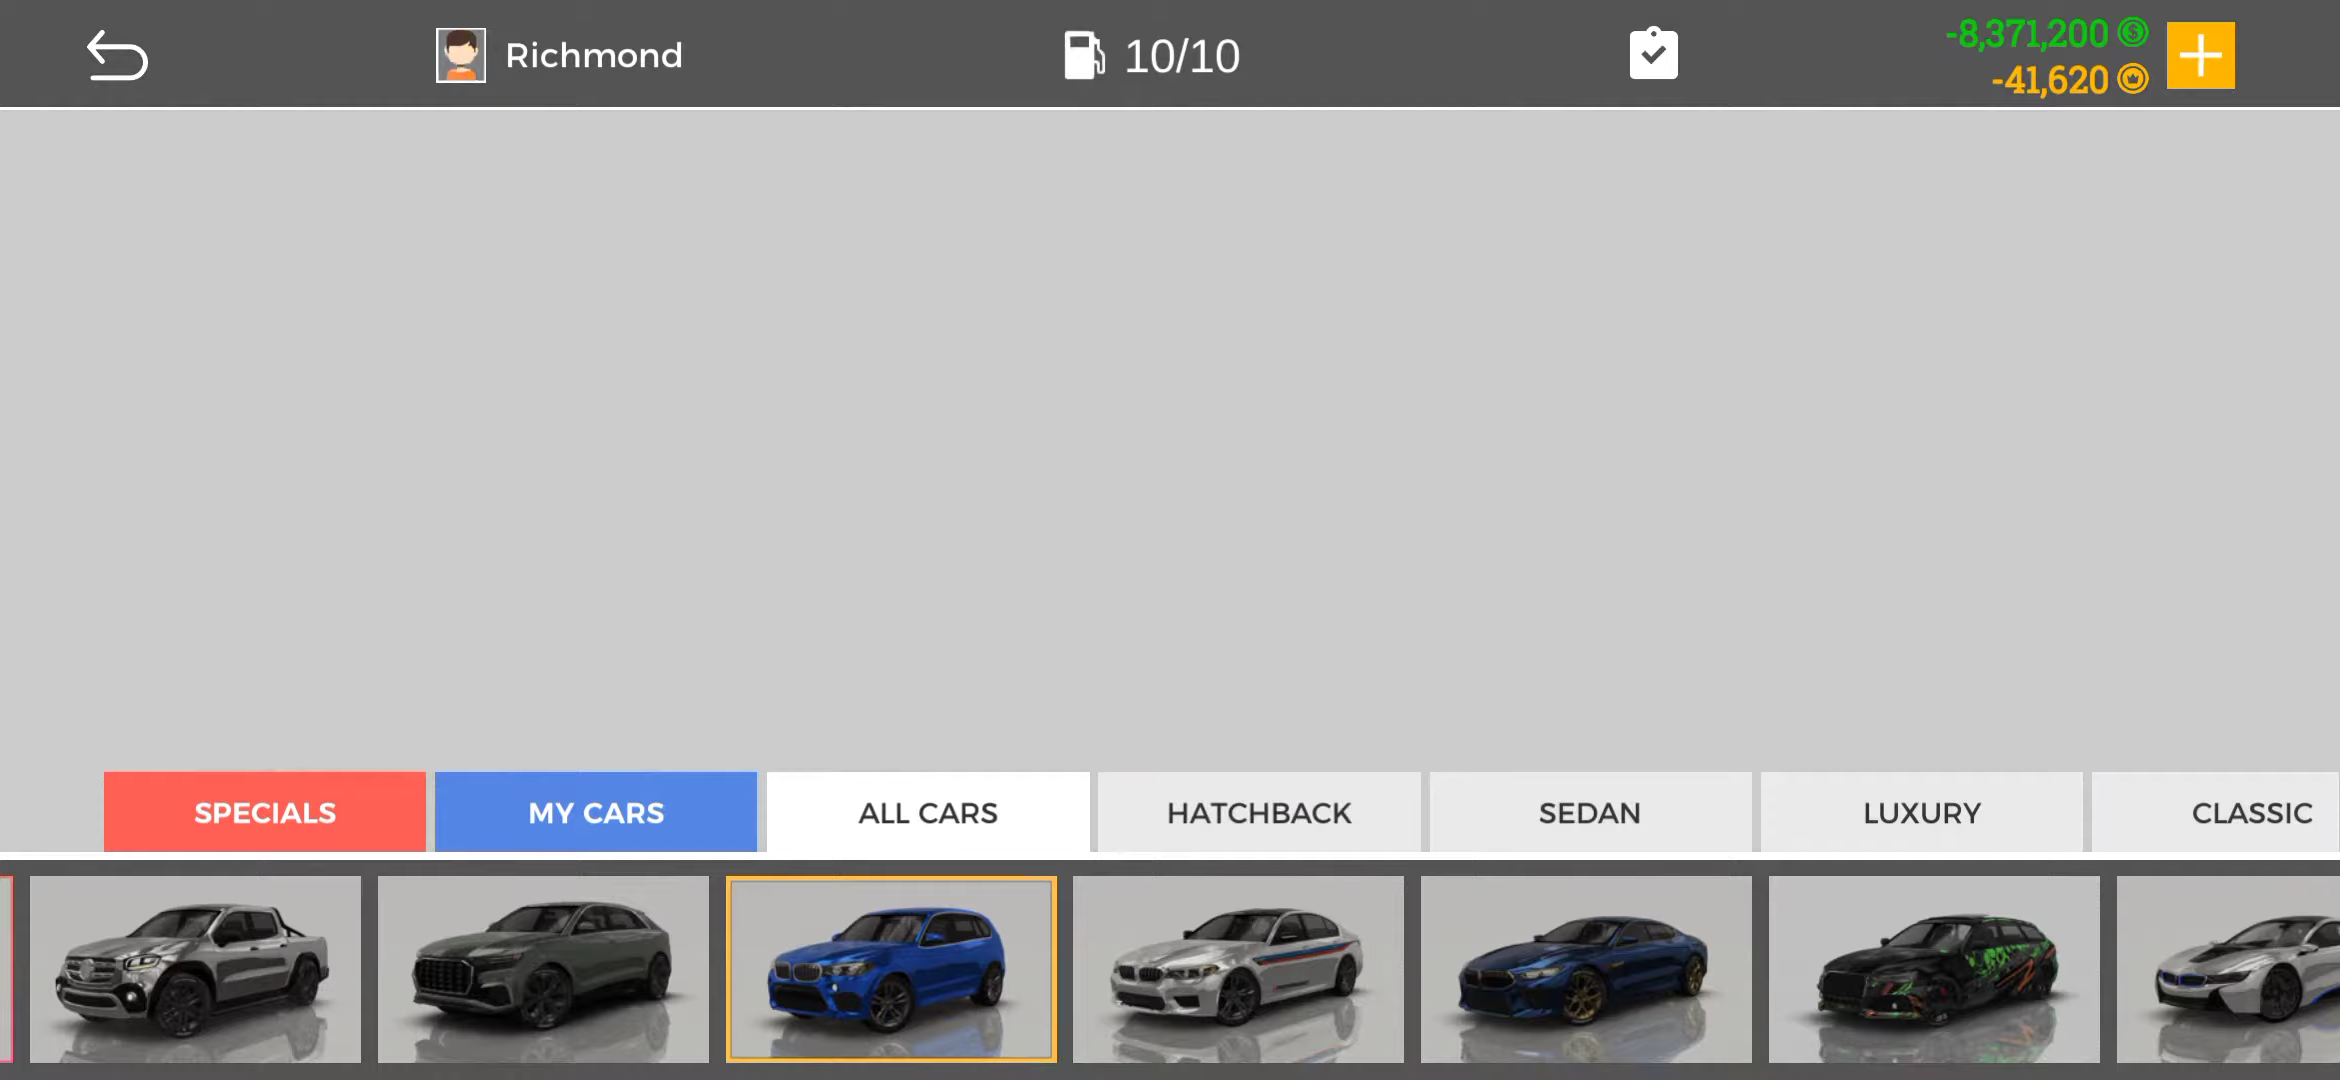 Richmond
10/10
-8,371,200
-41,620
SPECIALS
MY CARS
ALL CARS
HATCHBACK
SEDAN
LUXURY
CLASSIC